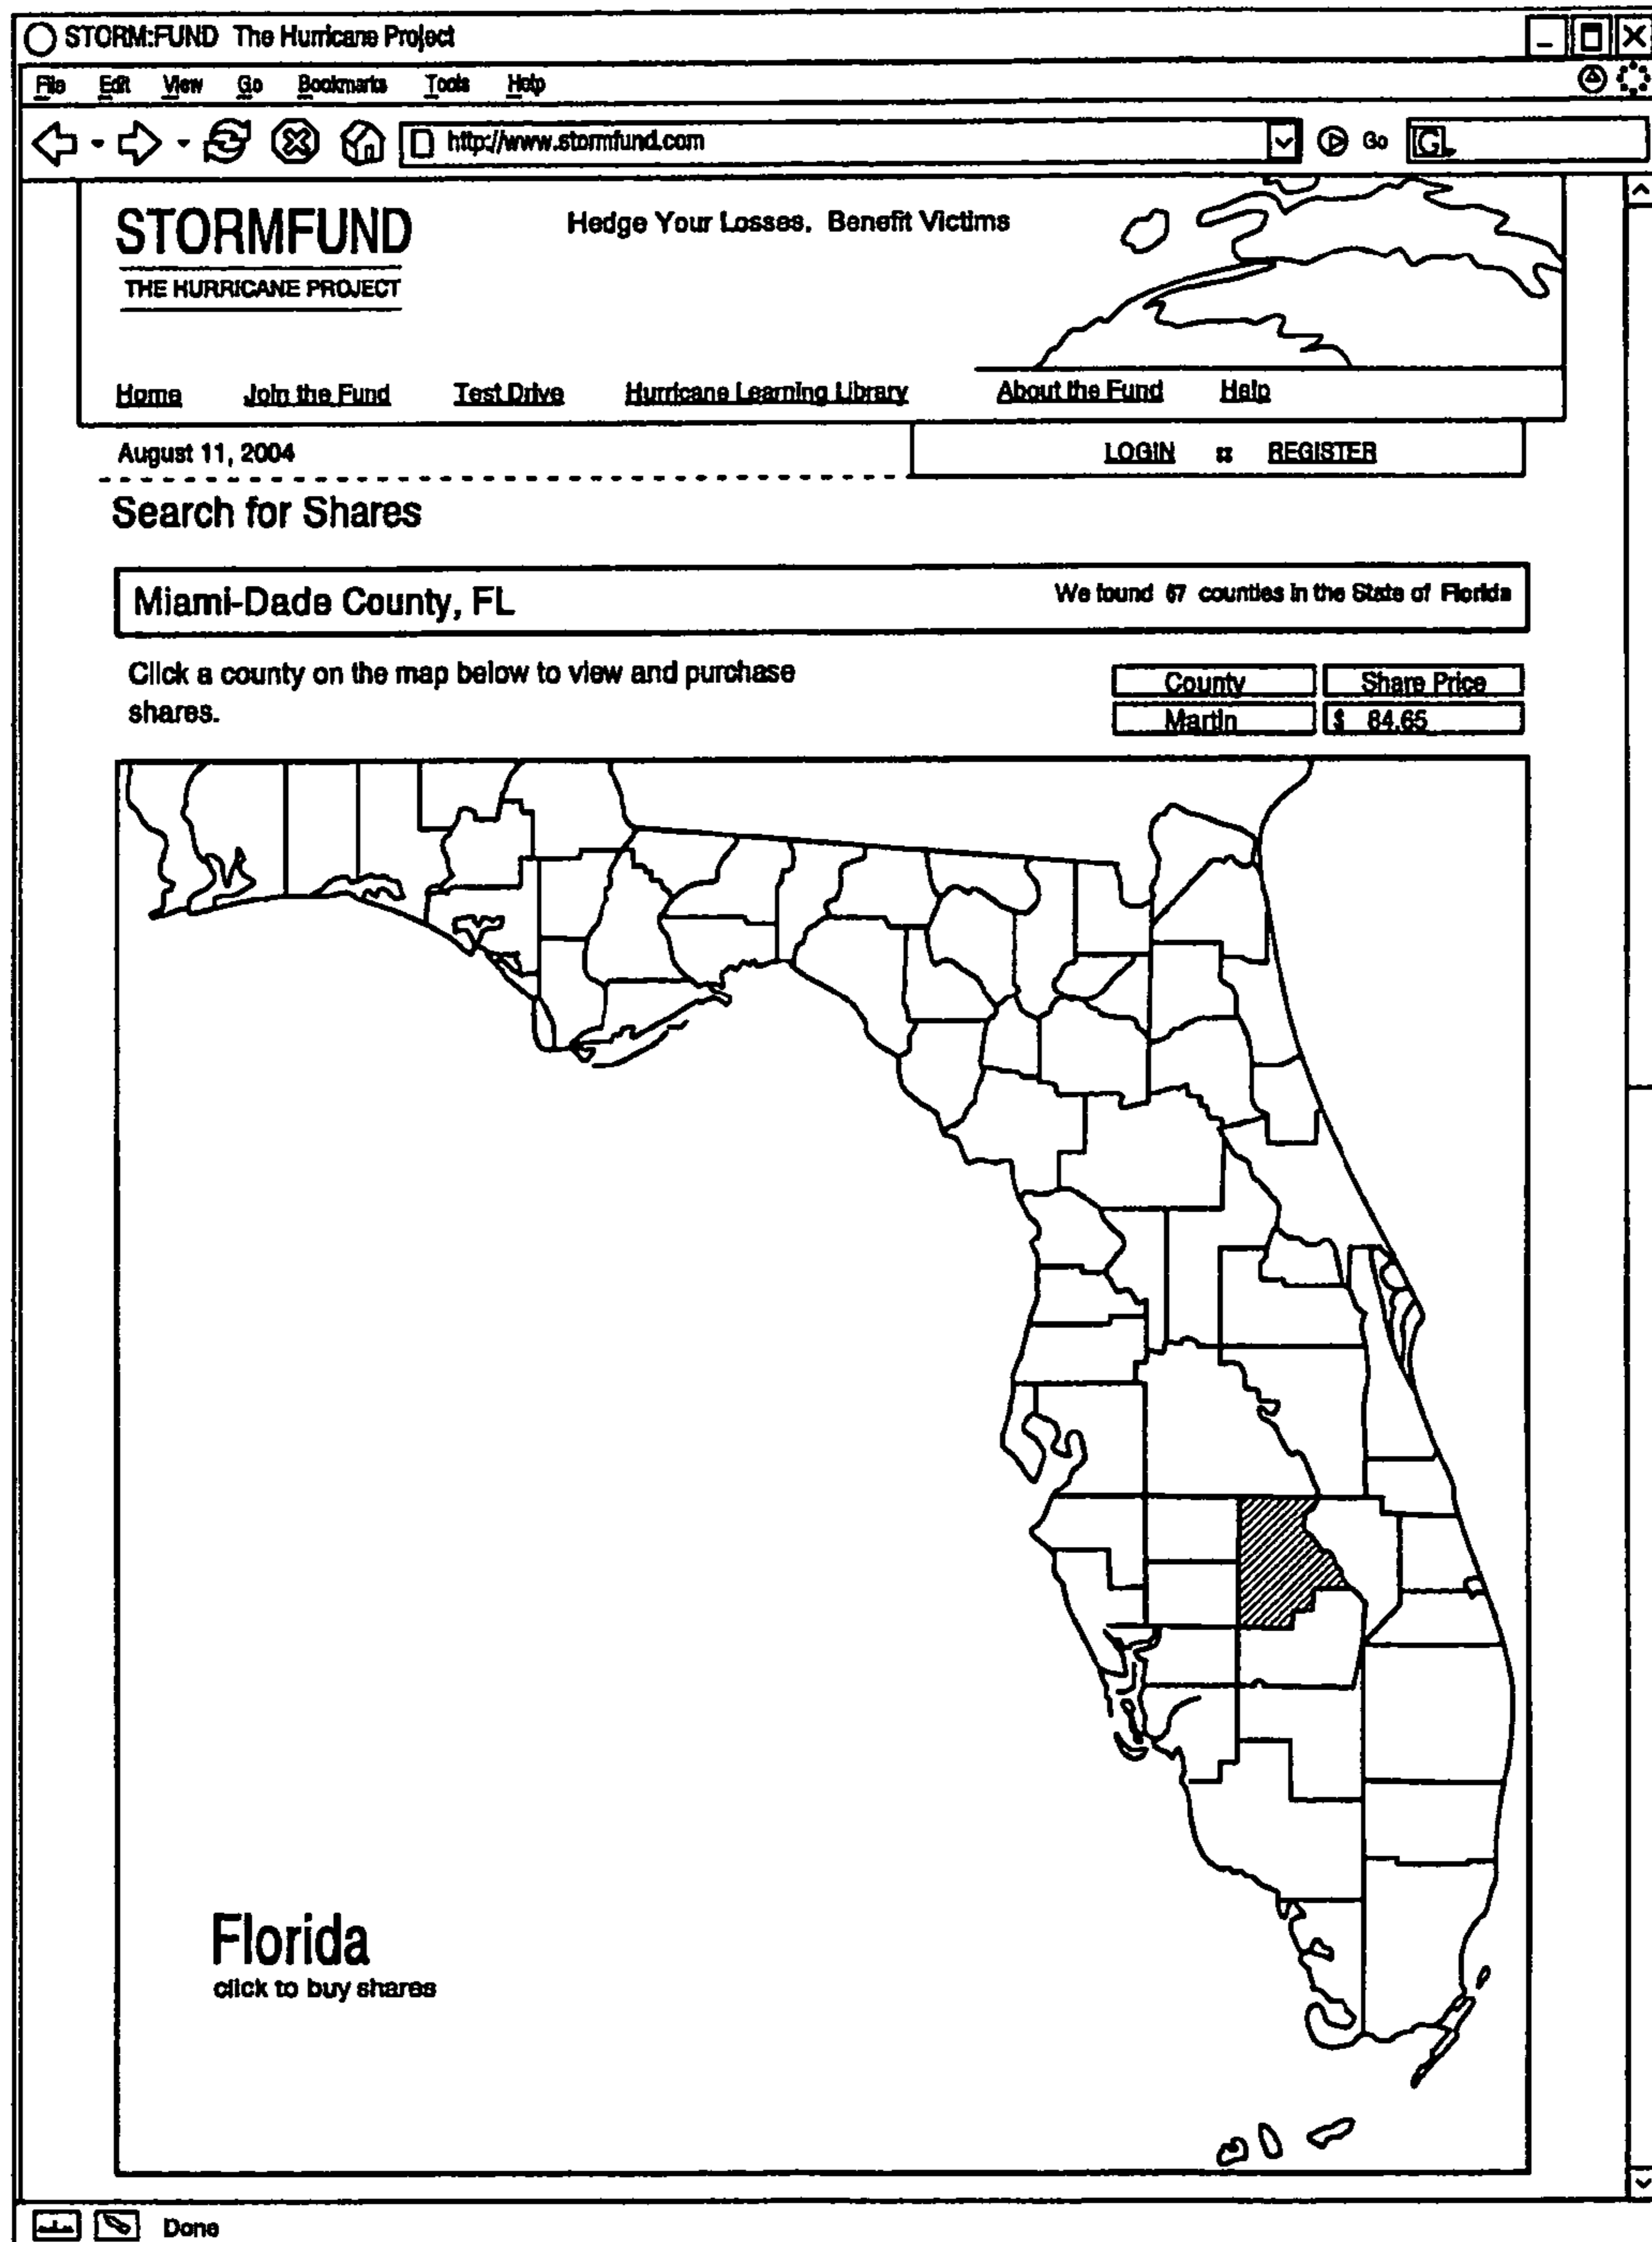 STORM:FUND The Hurricane Project
File Edit View Go Bookmarks Tools Help
http://www.stormfund.com Go G
STORMFUND
Hedge Your Losses. Benefit Victims
THE HURRICANE PROJECT
Home Join the Fund Test Drive Hurricane Learning Library About the Fund Help
August 11, 2004
LOGIN :: REGISTER
Search for Shares
Miami-Dade County, FL
We found 67 counties in the State of Florida
Click a county on the map below to view and purchase
shares.
County Share Price
Martin $ 84.65
Florida
click to buy shares
Done